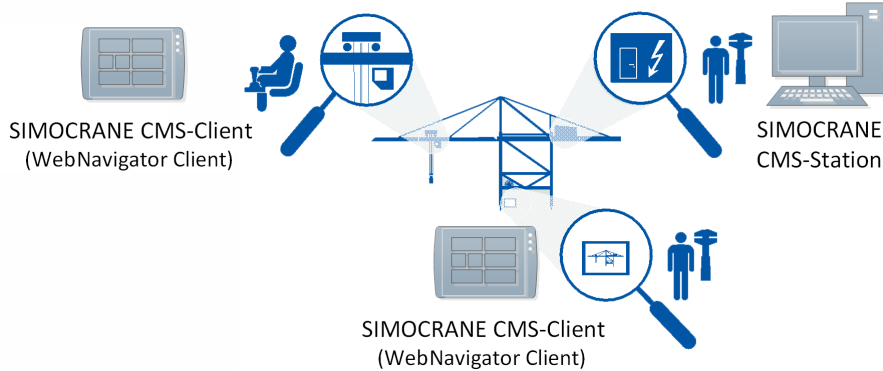 SIMOCRANE CMS-Client
(WebNavigator Client)
SIMOCRANE
CMS-Station
SIMOCRANE CMS-Client
(WebNavigator Client)